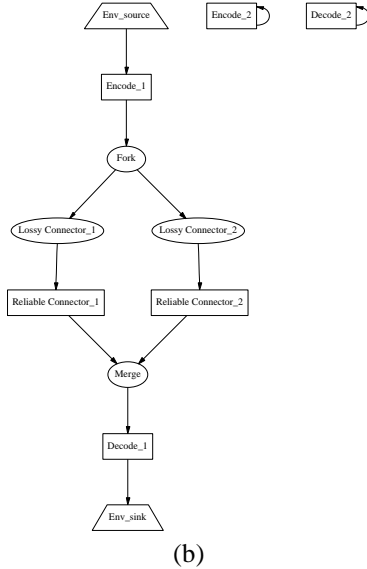 Env_source
Encode_2
Decode_2
Encode_1
Fork
Lossy Connector_1
Lossy Connector_2
Reliable Connector_1
Reliable Connector_2
Merge
Decode_1
Env_sink
(b)